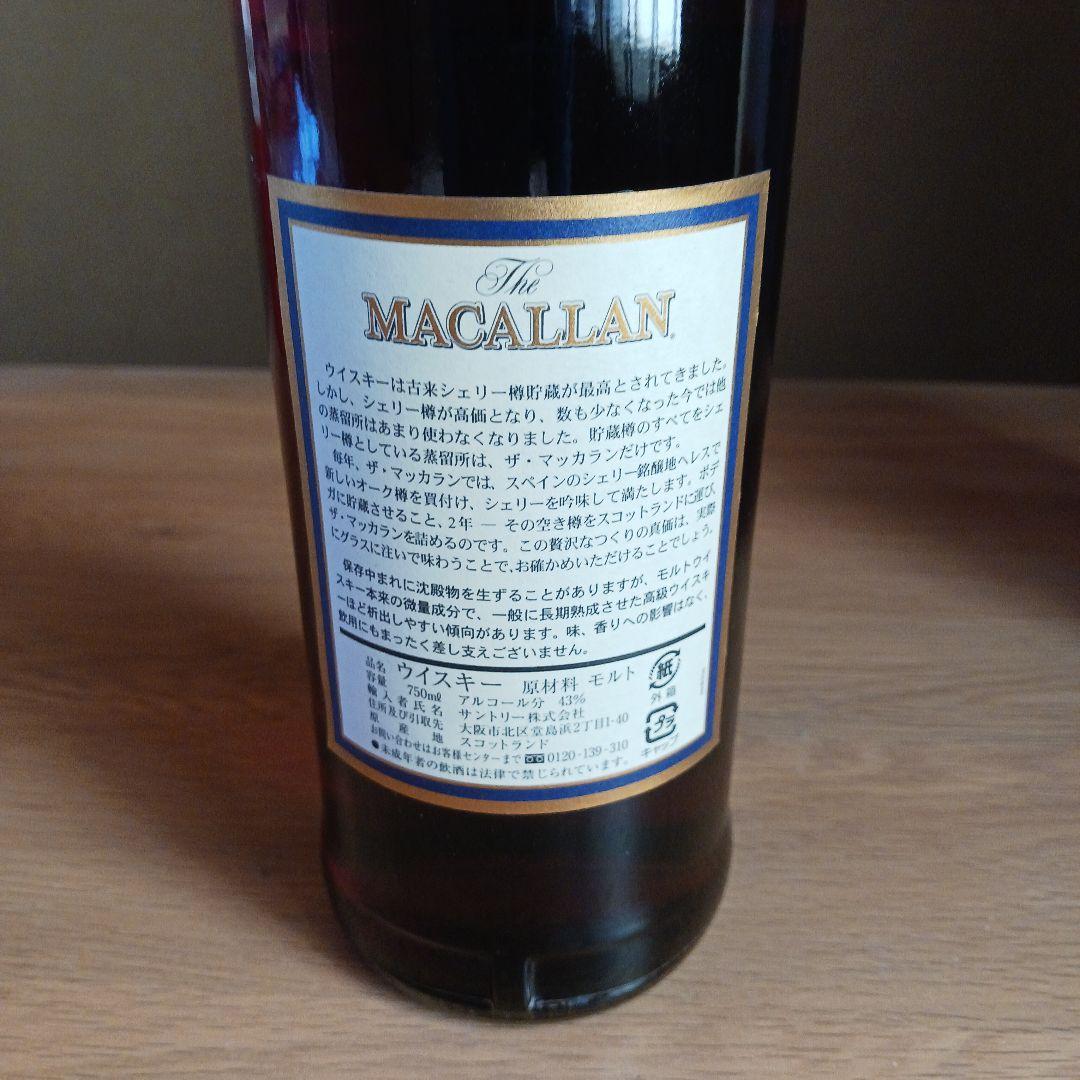 The
MACALLAN
ウイスキーは古来シェリー樽貯蔵が最高とされてきました。
しかし、シェリー樽が高価となり、数も少なくなった今では他
の蒸留所はあまり使わなくなりました。貯蔵樽のすべてをシェ
リー樽としている蒸留所は、ザ・マッカランだけです。
毎年、ザ・マッカランでは、スペインのシェリー銘醸地ヘレスで
新しいオーク樽を買付け、シェリーを吟味して満たします。ボデ
ガに貯蔵させること、2年 — その空き樽をスコットランドに運び、
ザ・マッカランを詰めるのです。この贅沢なつくりの真価は、実際
にグラスに注いで味わうことで、お確かめいただけることでしょう。
保存中まれに沈殿物を生ずることがありますが、モルトウイ
スキー本来の微量成分で、一般に長期熟成させた高級ウイスキ
ーほど析出しやすい傾向があります。味、香りへの影響はなく、
飲用にもまったく差し支えございません。
品名 ウイスキー 原材料 モルト
容量 750mℓ アルコール分 43%
輸入者氏名 サントリー株式会社
住所及び引取先 大阪市北区堂島浜2丁目1-40
原産地 スコットランド
お問い合わせはお客様センターまで 0120-139-310
●未成年者の飲酒は法律で禁じられています。
紙
外箱
プラ
キャップ